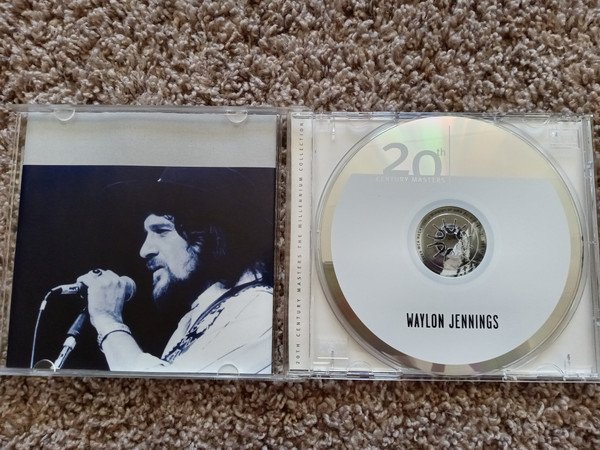 20TH CENTURY MASTERS THE MILLENNIUM COLLECTION
20th
CENTURY MASTERS
WAYLON JENNINGS